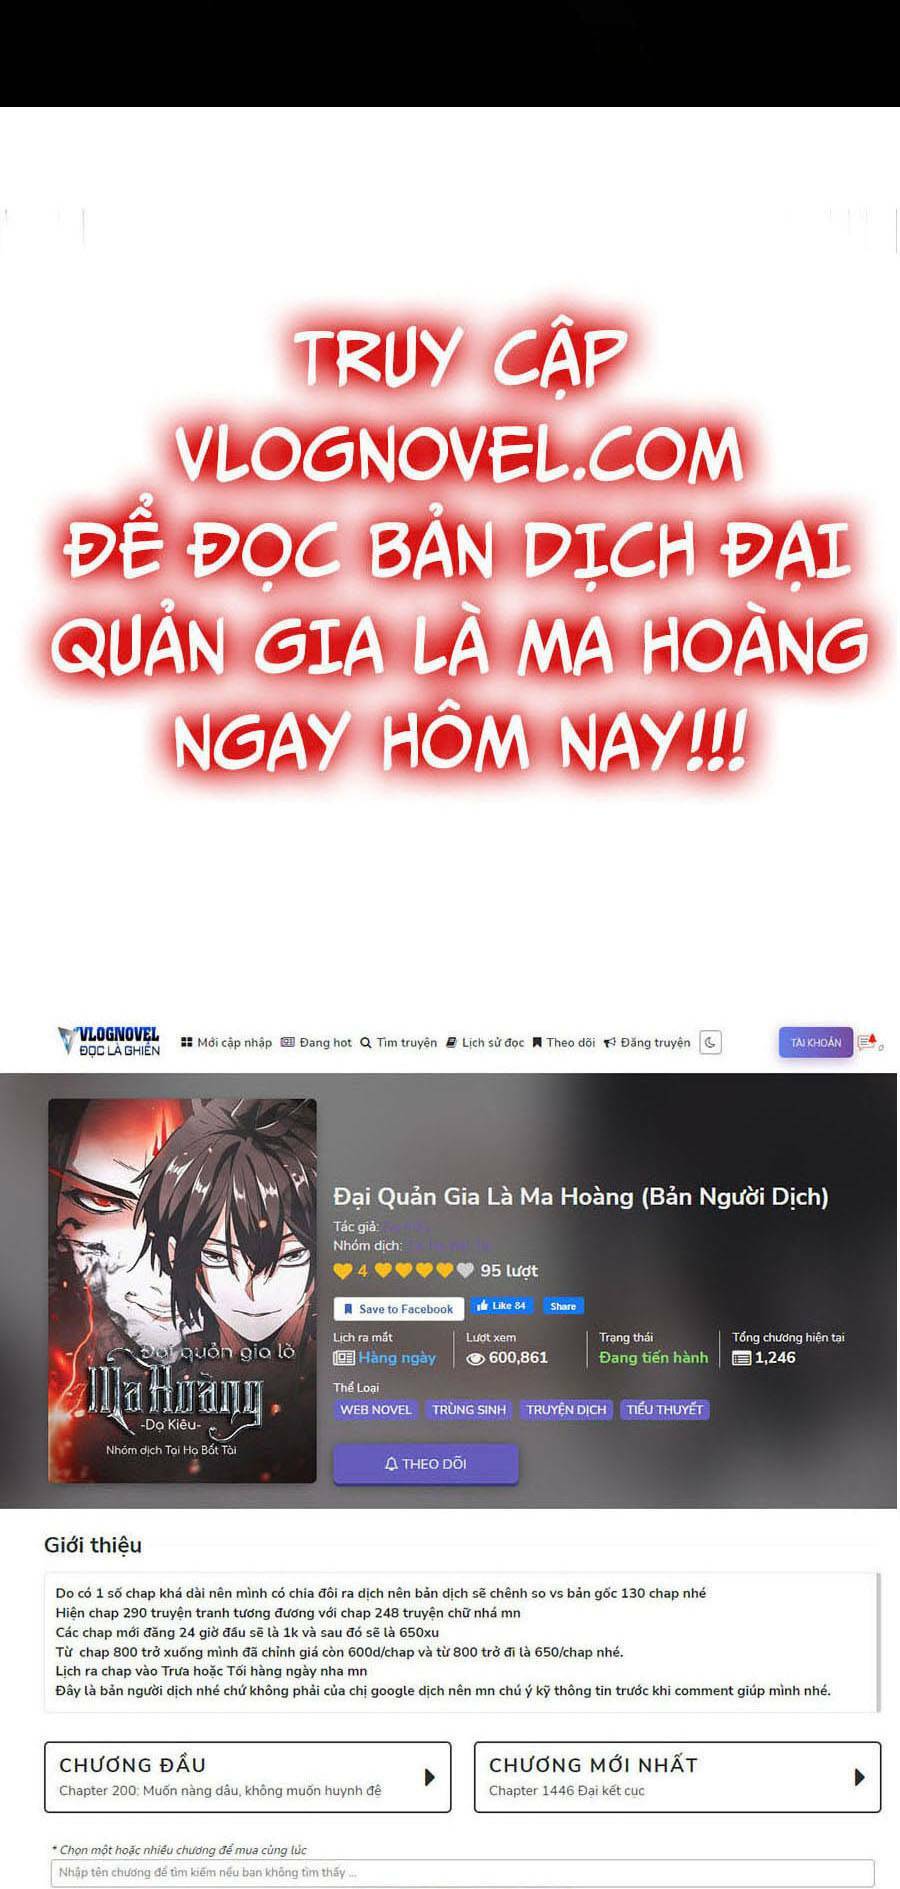 TRUY CẬP
VLOGNOVEL.COM
ĐỂ ĐỌC BẢN DỊCH ĐẠI
QUẢN GIA LÀ MA HOÀNG
NGAY HÔM NAY!!!
VLOGNOVEL
ĐỌC LÀ GHIỀN
Mới cập nhập Đang hot Tìm truyện Lịch sử đọc Theo dõi Đăng truyện
TÀI KHOẢN
0
Đại Quản Gia Là Ma Hoàng (Bản Người Dịch)
Tác giả:
Nhóm dịch:
4 95 lượt
Save to Facebook Like 84 Share
Lịch ra mắt Lượt xem Trạng thái Tổng chương hiện tại
Hàng ngày 600,861 Đang tiến hành 1,246
Thể Loại
WEB NOVEL TRÙNG SINH TRUYỆN DỊCH TIỂU THUYẾT
THEO DÕI
Đại quản gia là
Ma Hoàng
-Dạ Kiêu-
Nhóm dịch Tại Hạ Bất Tài
Giới thiệu
Do có 1 số chap khá dài nên mình có chia đôi ra dịch nên bản dịch sẽ chênh so vs bản gốc 130 chap nhé
Hiện chap 290 truyện tranh tương đương với chap 248 truyện chữ nhá mn
Các chap mới đăng 24 giờ đầu sẽ là 1k và sau đó sẽ là 650xu
Từ chap 800 trở xuống mình đã chỉnh giá còn 600d/chap và từ 800 trở đi là 650/chap nhé.
Lịch ra chap vào Trưa hoặc Tối hàng ngày nha mn
Đây là bản người dịch nhé chứ không phải của chị google dịch nên mn chú ý kỹ thông tin trước khi comment giúp mình nhé.
CHƯƠNG ĐẦU
Chapter 200: Muốn nàng dâu, không muốn huynh đệ
CHƯƠNG MỚI NHẤT
Chapter 1446 Đại kết cục
* Chọn một hoặc nhiều chương để mua cùng lúc
Nhập tên chương để tìm kiếm nếu bạn không tìm thấy ...